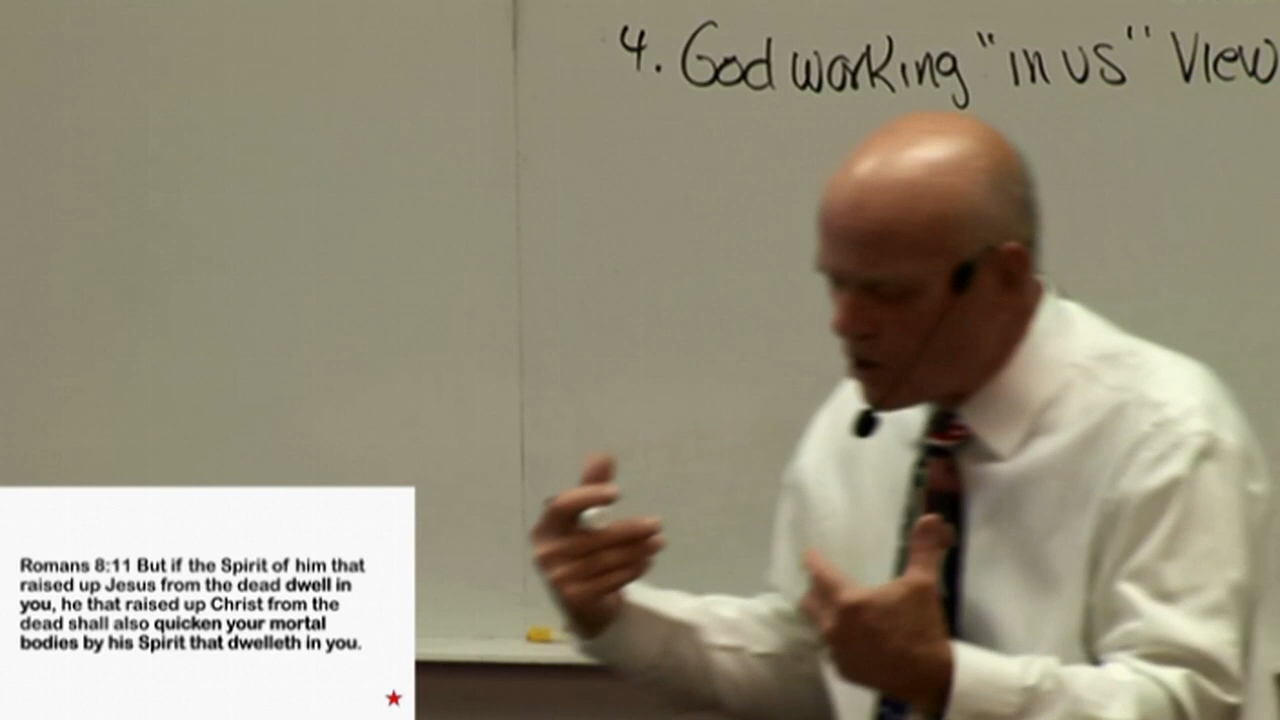 4. God working "in us" View
Romans 8:11 But if the Spirit of him that
raised up Jesus from the dead dwell in
you, he that raised up Christ from the
dead shall also quicken your mortal
bodies by his Spirit that dwelleth in you.